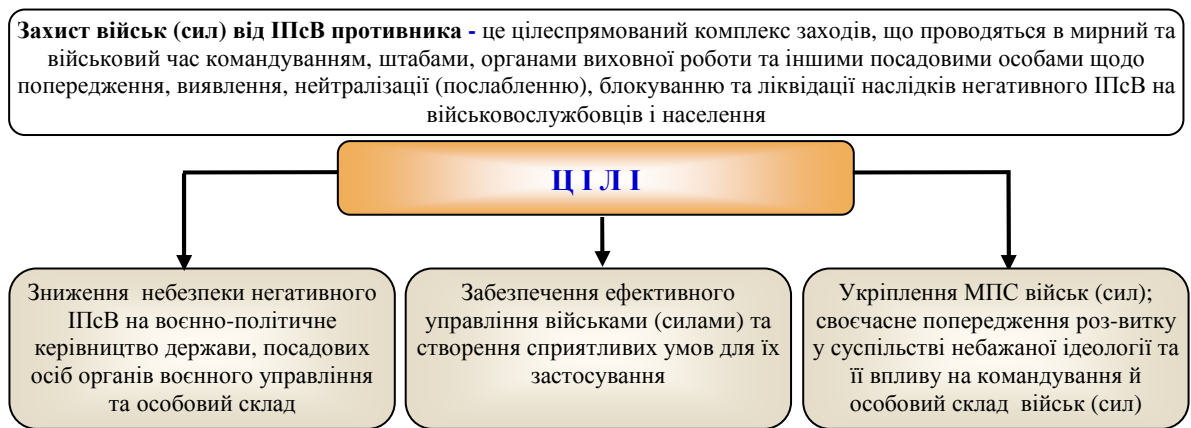 Захист військ (сил) від ІПсВ противника - це цілеспрямований комплекс заходів, що проводяться в мирний та
військовий час командуванням, штабами, органами виховної роботи та іншими посадовими особами щодо
попередження, виявлення, нейтралізації (послабленню), блокуванню та ліквідації наслідків негативного ІПсВ на
військовослужбовців і населення
Ц І Л І
Зниження небезпеки негативного
ІПсВ на воєнно-політичне
керівництво держави, посадових
осіб органів воєнного управління
та особовий склад
Забезпечення ефективного
управління військами (силами) та
створення сприятливих умов для їх
застосування
Укріплення МПС військ (сил);
своєчасне попередження роз-витку
у суспільстві небажаної ідеології та
її впливу на командування й
особовий склад військ (сил)